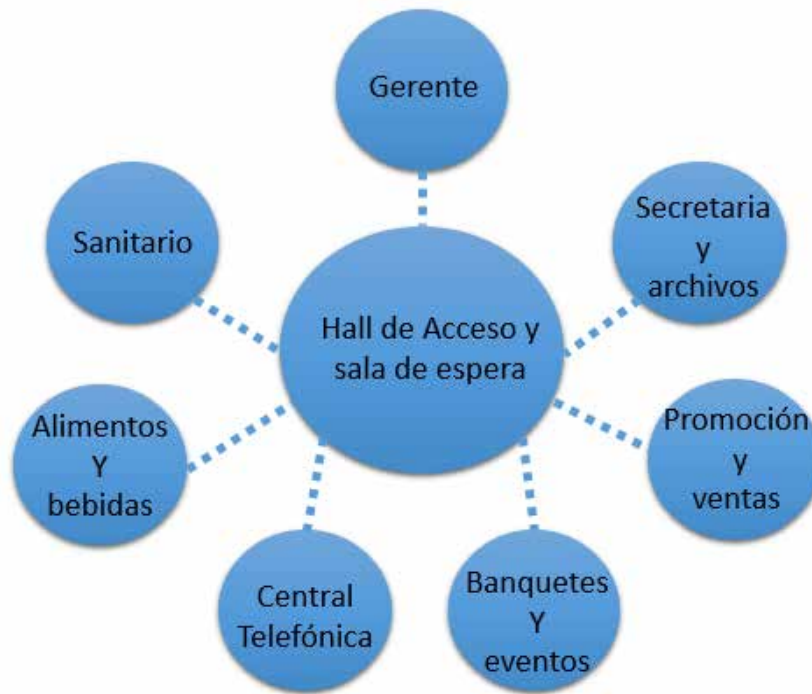 Gerente
Sanitario
Secretaria
y
archivos
Hall de Acceso y
sala de espera
Alimentos
Y
bebidas
Promoción
y
ventas
Central
Telefónica
Banquetes
Y
eventos